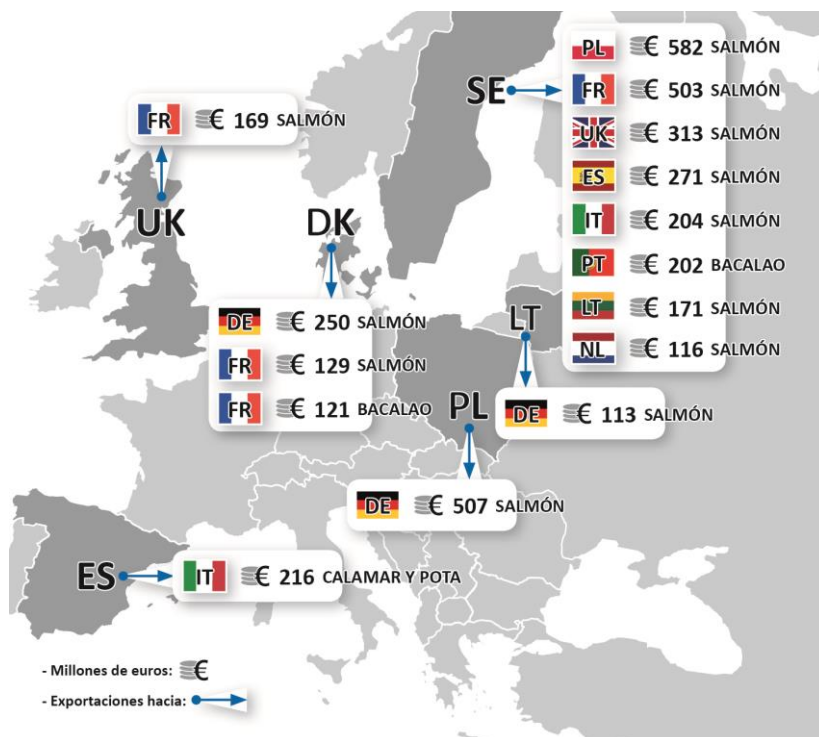 SE
PL € 582 SALMÓN
FR € 503 SALMÓN
UK € 313 SALMÓN
ES € 271 SALMÓN
IT € 204 SALMÓN
PT € 202 BACALAO
LT € 171 SALMÓN
NL € 116 SALMÓN
UK
FR € 169 SALMÓN
DK
DE € 250 SALMÓN
FR € 129 SALMÓN
FR € 121 BACALAO
LT
DE € 113 SALMÓN
PL
DE € 507 SALMÓN
ES
IT € 216 CALAMAR Y POTA
- Millones de euros: €
- Exportaciones hacia: